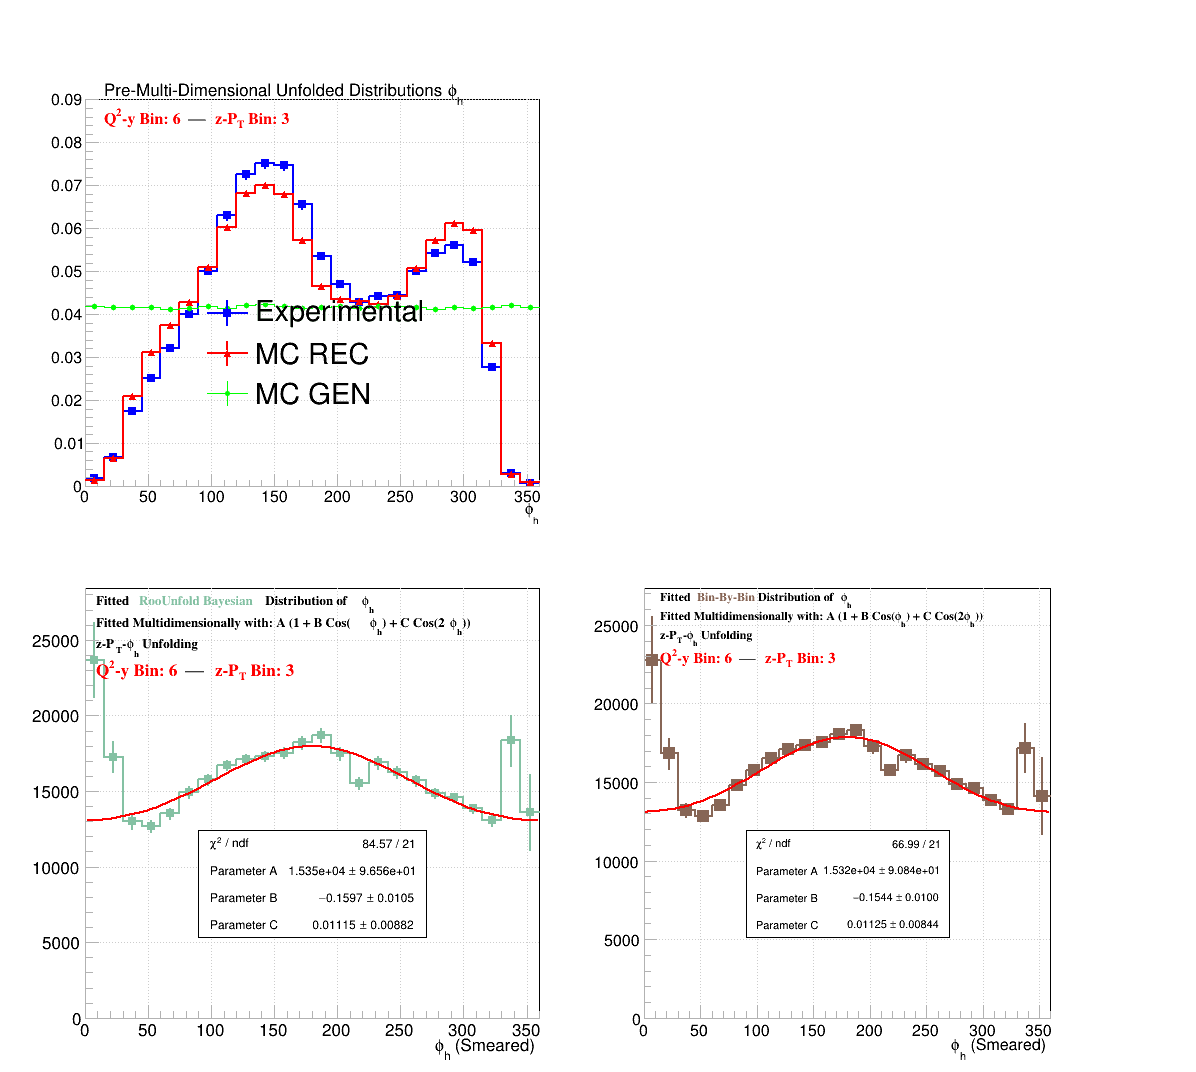 Pre-Multi-Dimensional Unfolded Distributions ϕh
Q²-y Bin: 6 — z-PT Bin: 3
0.09
0.08
0.07
0.06
0.05
0.04
0.03
0.02
0.01
0
Experimental
MC REC
MC GEN
0 50 100 150 200 250 300 350
ϕh
Fitted RooUnfold Bayesian Distribution of ϕh
Fitted Multidimensionally with: A (1 + B Cos( ϕh) + C Cos(2 ϕh))
z-PT-ϕh Unfolding
Q²-y Bin: 6 — z-PT Bin: 3
25000
20000
15000
10000
5000
0
χ² / ndf 84.57 / 21
Parameter A 1.535e+04 ± 9.656e+01
Parameter B −0.1597 ± 0.0105
Parameter C 0.01115 ± 0.00882
0 50 100 150 200 250 300 350
ϕh (Smeared)
Fitted Bin-By-Bin Distribution of ϕh
Fitted Multidimensionally with: A (1 + B Cos(ϕh) + C Cos(2ϕh))
z-PT-ϕh Unfolding
Q²-y Bin: 6 — z-PT Bin: 3
25000
20000
15000
10000
5000
0
χ² / ndf 66.99 / 21
Parameter A 1.532e+04 ± 9.084e+01
Parameter B −0.1544 ± 0.0100
Parameter C 0.01125 ± 0.00844
0 50 100 150 200 250 300 350
ϕh (Smeared)